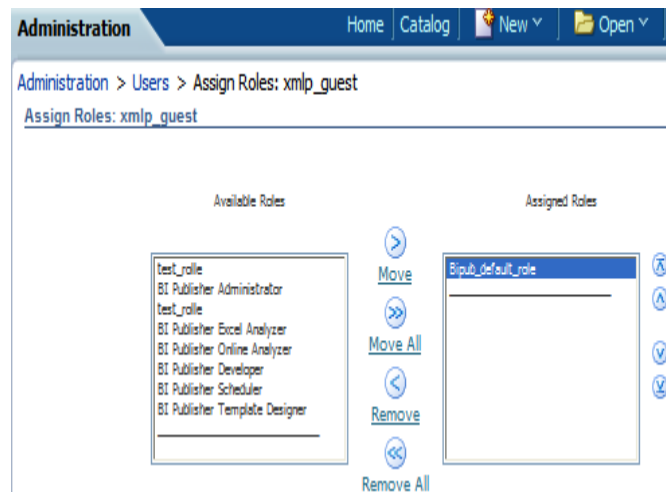 Administration Home Catalog New Open
Administration > Users > Assign Roles: xmlp_guest
Assign Roles: xmlp_guest
Available Roles
Assigned Roles
test_rolle
BI Publisher Administrator
test_rolle
BI Publisher Excel Analyzer
BI Publisher Online Analyzer
BI Publisher Developer
BI Publisher Scheduler
BI Publisher Template Designer
Move
Move All
Remove
Remove All
Bipub_default_role